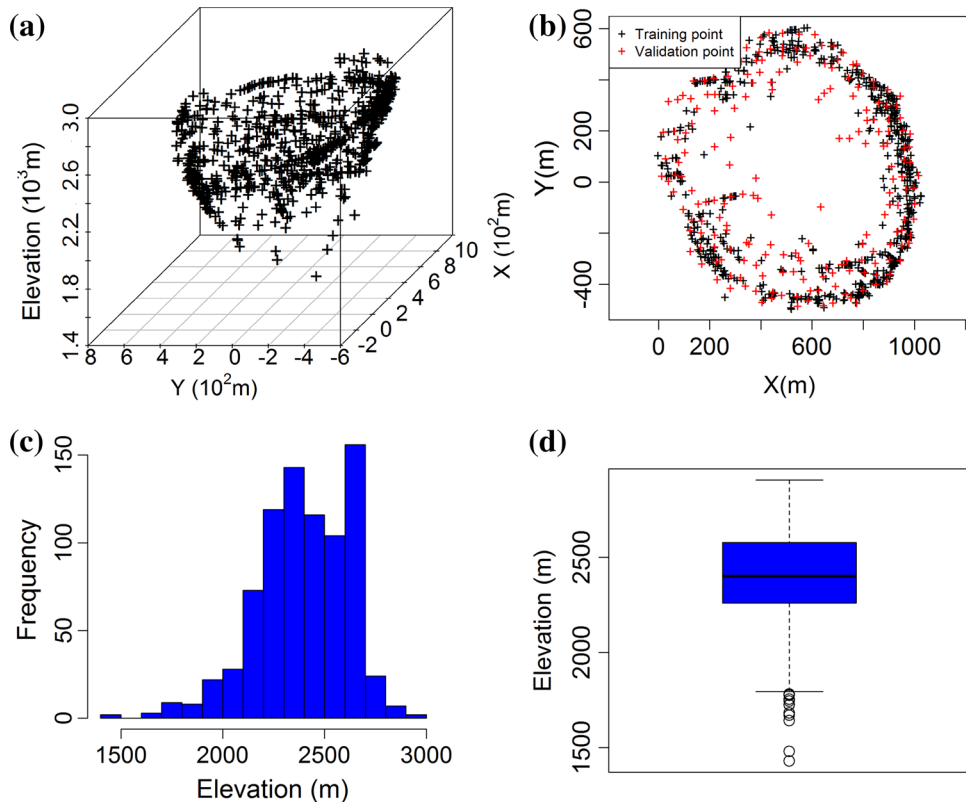 (a)
3.0
2.6
2.2
1.8
1.4
Elevation (10³m)
8 6 4 2 0 -2 -4 -6
Y (10²m)
-2 0 2 4 6 8 10
X (10²m)
(b)
Training point
Validation point
600
200
0
-400
Y(m)
0 200 600 1000
X(m)
(c)
150
100
50
0
Frequency
1500 2000 2500 3000
Elevation (m)
(d)
2500
2000
1500
Elevation (m)